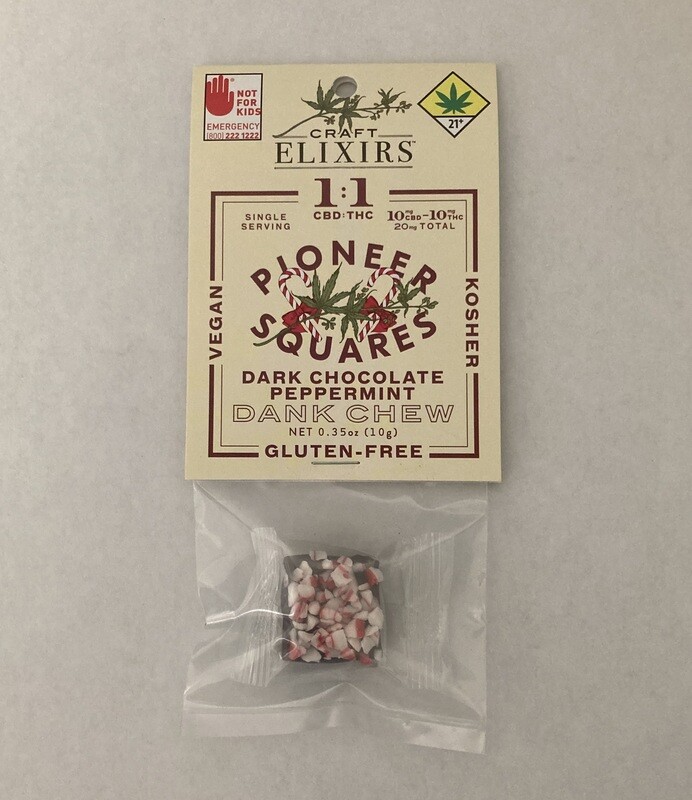 NOT
FOR
KIDS
EMERGENCY
(800) 222 1222
21+
CRAFT
ELIXIRS™
1:1
CBD:THC
SINGLE
SERVING
10mg CBD-10mg THC
20mg TOTAL
PIONEER
SQUARES
VEGAN
KOSHER
DARK CHOCOLATE
PEPPERMINT
DANK CHEW
NET 0.35oz (10g)
GLUTEN-FREE